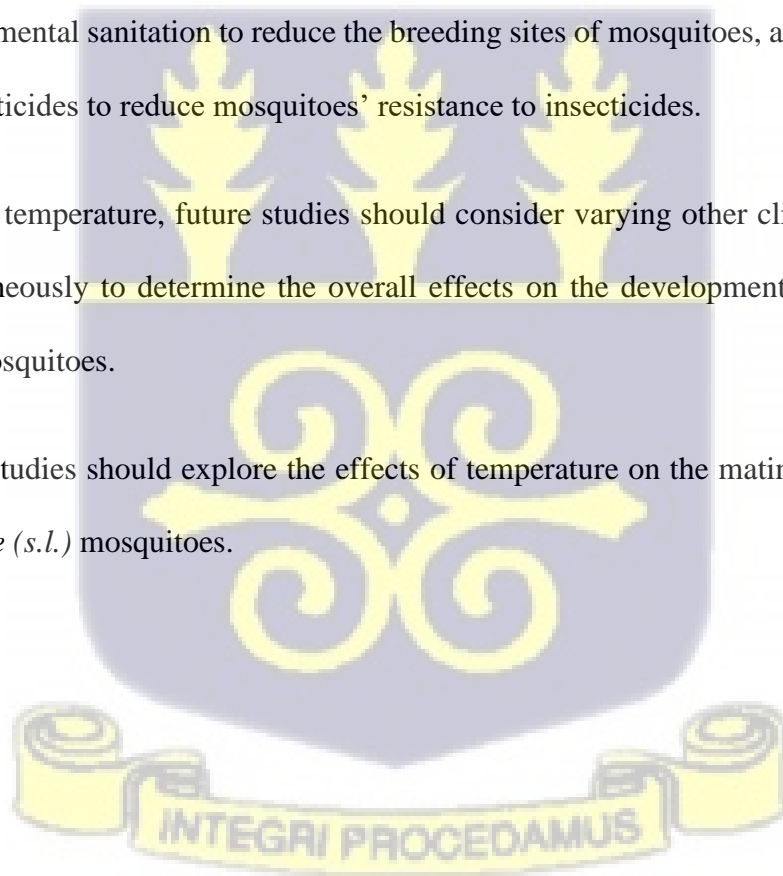 mental sanitation to reduce the breeding sites of mosquitoes, a
ticides to reduce mosquitoes’ resistance to insecticides.
temperature, future studies should consider varying other cli
neously to determine the overall effects on the development
osquitoes.
tudies should explore the effects of temperature on the matin
e (s.l.) mosquitoes.
INTEGRI PROCEDAMUS